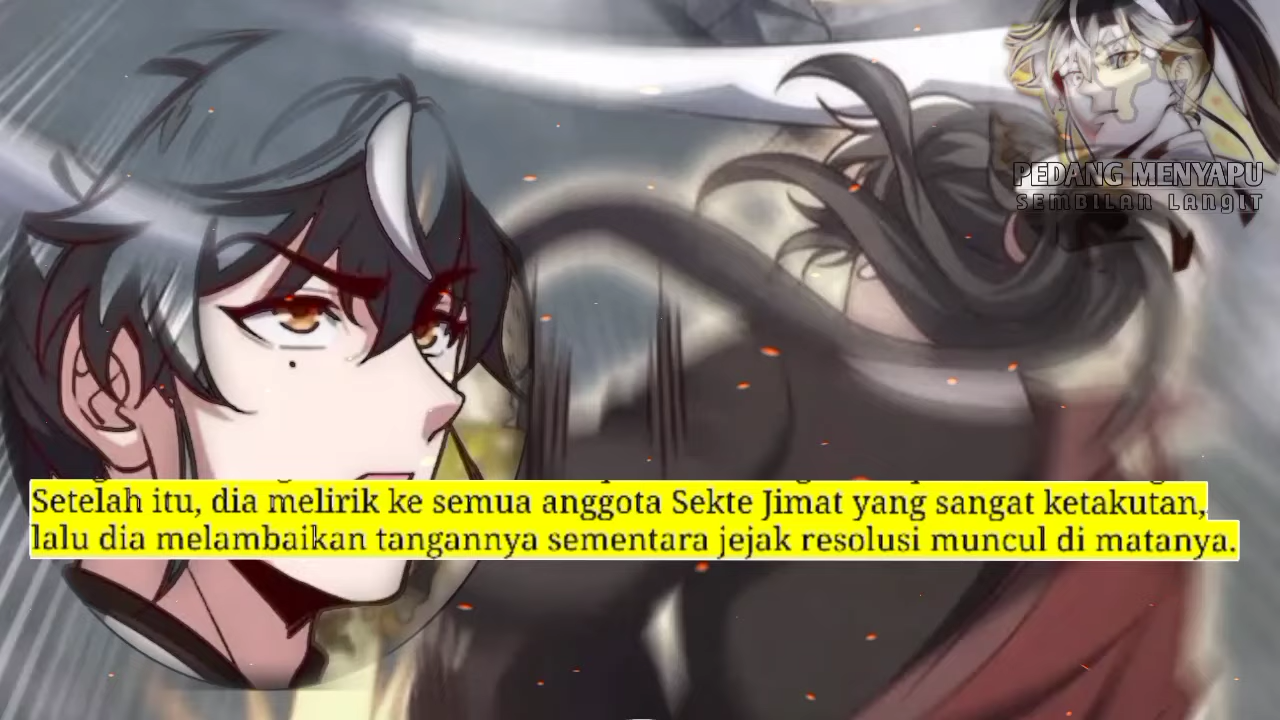 PEDANG MENYAPU
SEMBILAN LANGIT
Setelah itu, dia melirik ke semua anggota Sekte Jimat yang sangat ketakutan,
lalu dia melambaikan tangannya sementara jejak resolusi muncul di matanya.